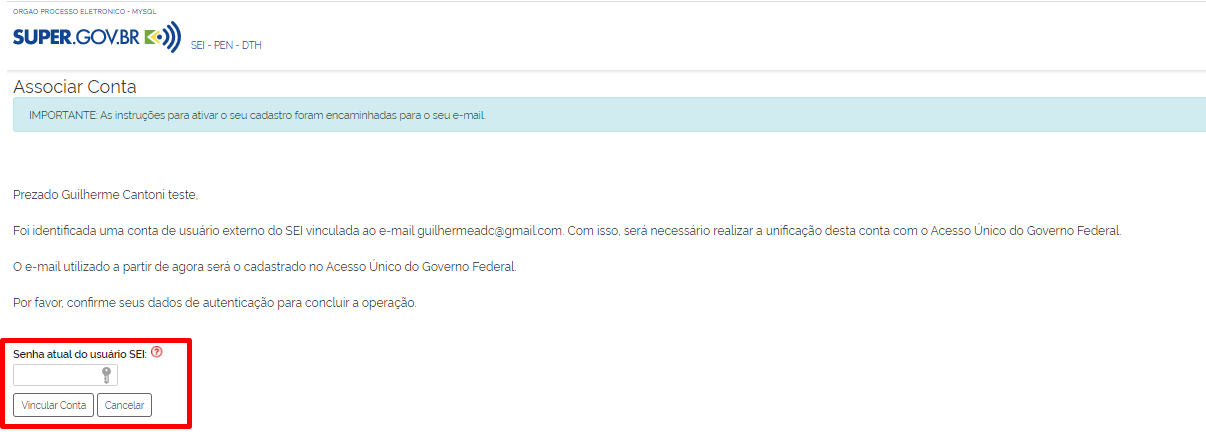 ORGAO PROCESSO ELETRONICO - MYSQL
SUPER.GOV.BR SEI - PEN - DTH
Associar Conta
IMPORTANTE: As instruções para ativar o seu cadastro foram encaminhadas para o seu e-mail.
Prezado Guilherme Cantoni teste,
Foi identificada uma conta de usuário externo do SEI vinculada ao e-mail guilhermeadc@gmail.com. Com isso, será necessário realizar a unificação desta conta com o Acesso Único do Governo Federal.
O e-mail utilizado a partir de agora será o cadastrado no Acesso Único do Governo Federal.
Por favor, confirme seus dados de autenticação para concluir a operação.
Senha atual do usuário SEI: ?
Vincular Conta Cancelar